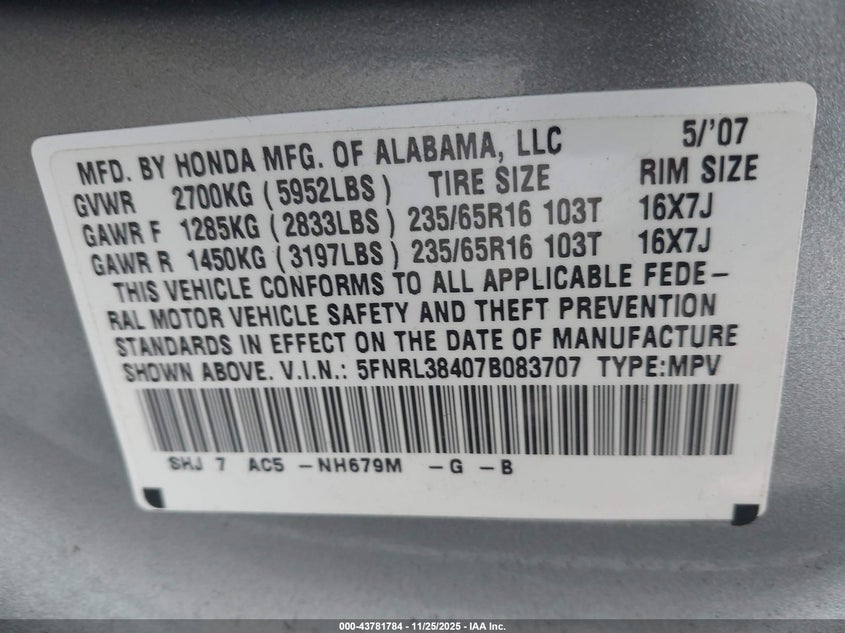 MFD. BY HONDA MFG. OF ALABAMA, LLC 5/'07
GVWR 2700KG (5952LBS) TIRE SIZE RIM SIZE
GAWR F 1285KG (2833LBS) 235/65R16 103T 16X7J
GAWR R 1450KG (3197LBS) 235/65R16 103T 16X7J
THIS VEHICLE CONFORMS TO ALL APPLICABLE FEDE-
RAL MOTOR VEHICLE SAFETY AND THEFT PREVENTION
STANDARDS IN EFFECT ON THE DATE OF MANUFACTURE
SHOWN ABOVE. V.I.N.: 5FNRL38407B083707 TYPE:MPV
SHJ 7 AC5 -NH679M -G -B
000-43781784 — 11/25/2025 — IAA Inc.